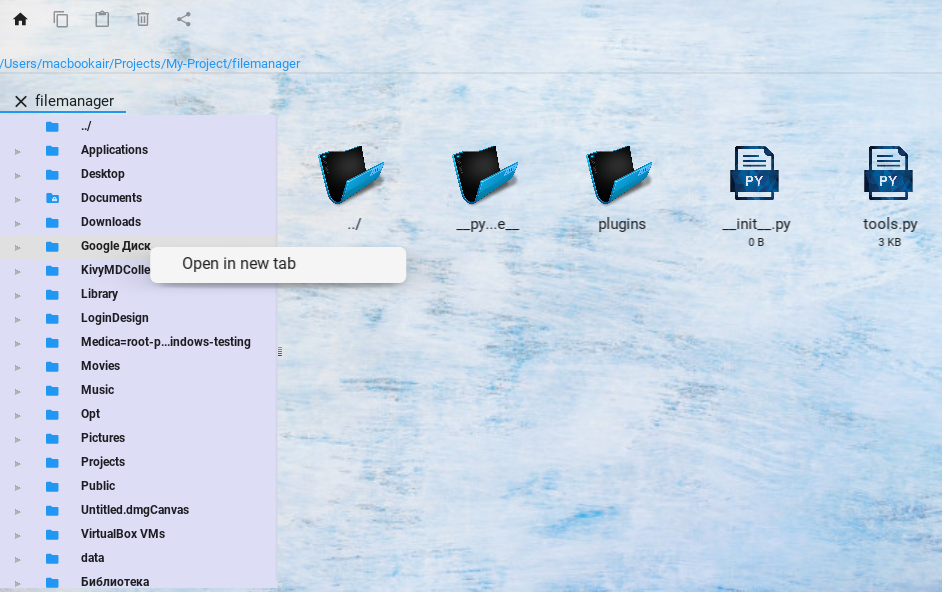 /Users/macbookair/Projects/My-Project/filemanager
filemanager
../
Applications
Desktop
Documents
Downloads
Google Диск
KivyMDColle
Library
LoginDesign
Medica=root-p...indows-testing
Movies
Music
Opt
Pictures
Projects
Public
Untitled.dmgCanvas
VirtualBox VMs
data
Библиотека
Open in new tab
../
__py...e__
plugins
PY
__init__.py
0 B
PY
tools.py
3 KB